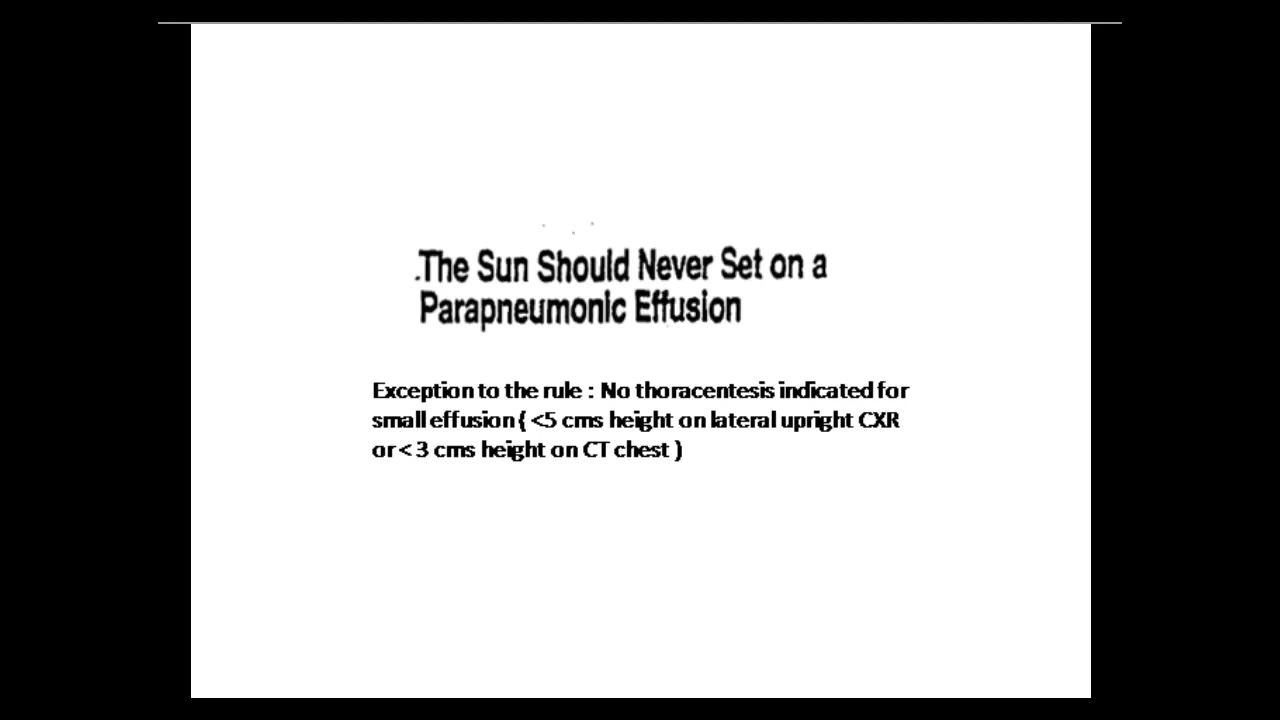 .The Sun Should Never Set on a
Parapneumonic Effusion
Exception to the rule : No thoracentesis indicated for
small effusion ( <5 cms height on lateral upright CXR
or < 3 cms height on CT chest )